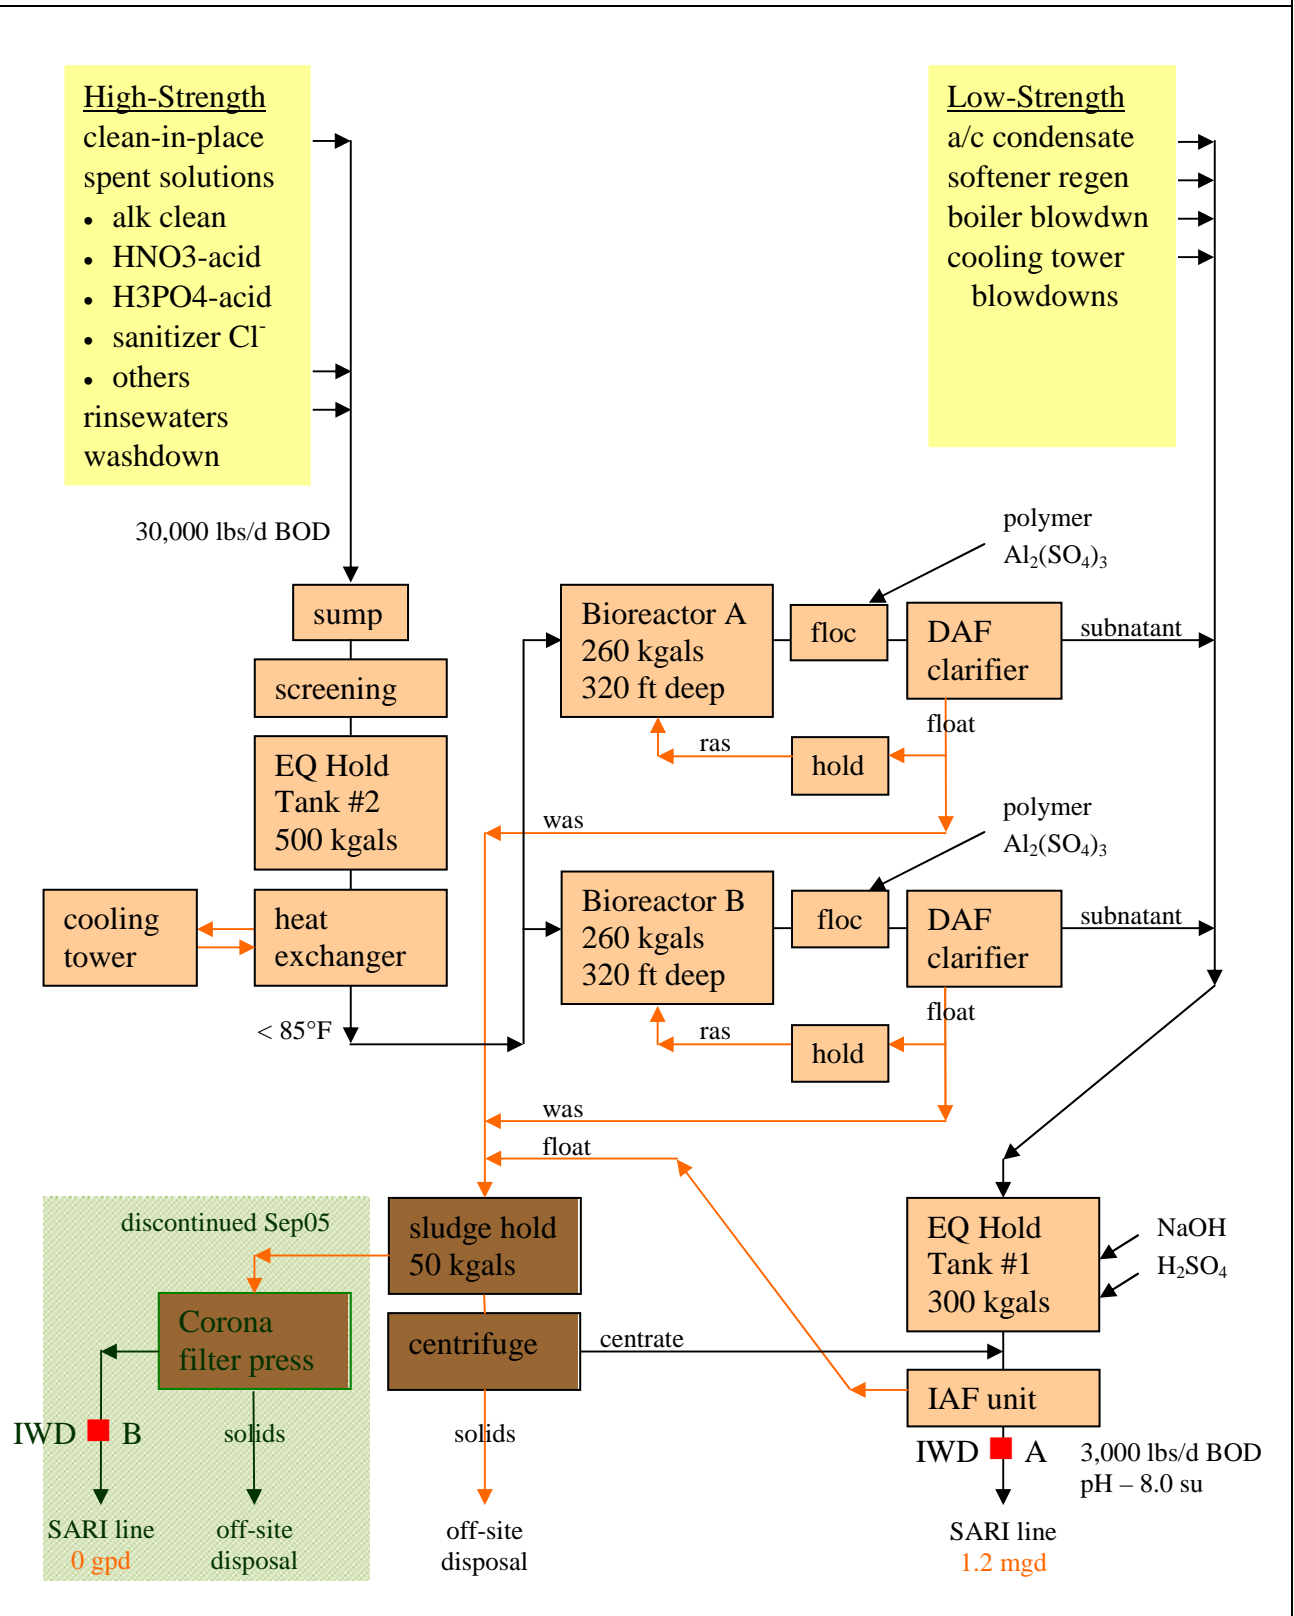 High-Strength
clean-in-place
spent solutions
• alk clean
• HNO3-acid
• H3PO4-acid
• sanitizer Cl⁻
• others
rinsewaters
washdown
Low-Strength
a/c condensate
softener regen
boiler blowdwn
cooling tower
blowdowns
30,000 lbs/d BOD
sump
screening
EQ Hold
Tank #2
500 kgals
cooling
tower
heat
exchanger
< 85°F
Bioreactor A
260 kgals
320 ft deep
floc
polymer
Al₂(SO₄)₃
DAF
clarifier
subnatant
float
ras
hold
was
Bioreactor B
260 kgals
320 ft deep
floc
polymer
Al₂(SO₄)₃
DAF
clarifier
subnatant
float
ras
hold
was
float
discontinued Sep05
sludge hold
50 kgals
Corona
filter press
centrifuge
centrate
EQ Hold
Tank #1
300 kgals
NaOH
H₂SO₄
IAF unit
IWD B
solids
solids
IWD A
3,000 lbs/d BOD
pH – 8.0 su
SARI line
0 gpd
off-site
disposal
off-site
disposal
SARI line
1.2 mgd